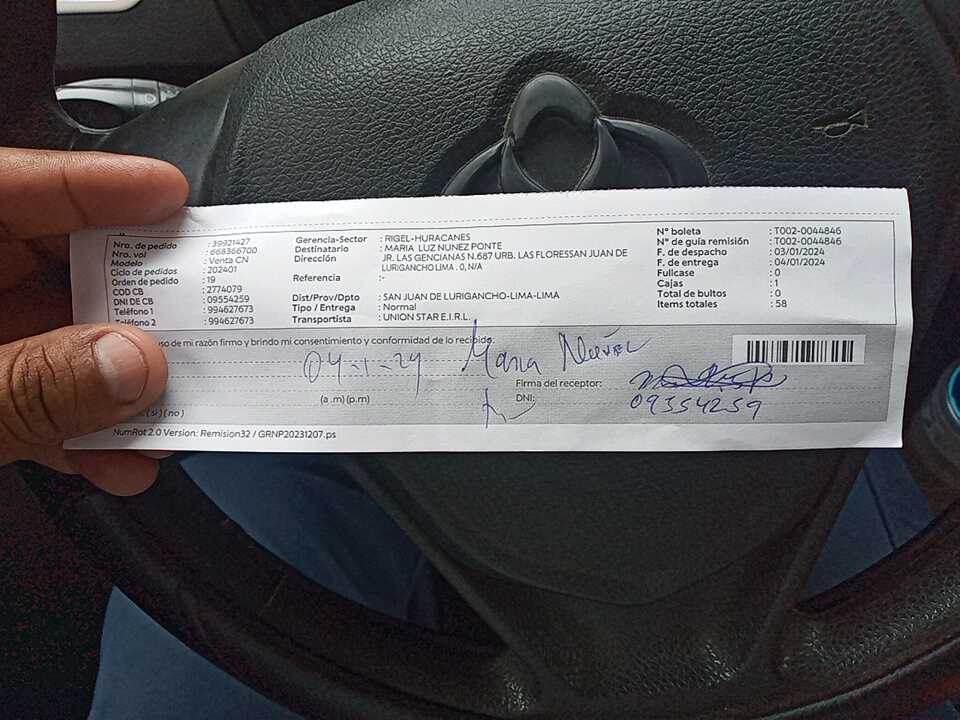 Nro. de pedido : 39921427
Nro. vol : 668366700
Modelo : Venta CN
Ciclo de pedidos : 202401
Orden de pedido : 19
COD CB : 2774079
DNI DE CB : 09554259
Teléfono 1 : 994627673
Teléfono 2 : 994627673
Gerencia-Sector : RIGEL-HURACANES
Destinatario : MARIA LUZ NUNEZ PONTE
Dirección JR. LAS GENCIANAS N.687 URB. LAS FLORESSAN JUAN DE
LURIGANCHO LIMA . 0, N/A
Referencia :-
Dist/Prov/Dpto : SAN JUAN DE LURIGANCHO-LIMA-LIMA
Tipo / Entrega : Normal
Transportista : UNION STAR E.I.R.L.
N° boleta : T002-0044846
N° de guía remisión : T002-0044846
F. de despacho : 03/01/2024
F. de entrega : 04/01/2024
Fullcase : 0
Cajas : 1
Total de bultos : 0
Items totales : 58
uso de mi razón firmo y brindo mi consentimiento y conformidad de lo recibido.
04-1-24 Maria Nuñez
(a .m) (p.m)
Firma del receptor:
DNI: 09554259
( si ) ( no )
NumRot 2.0 Version: Remision32 / GRNP20231207.ps